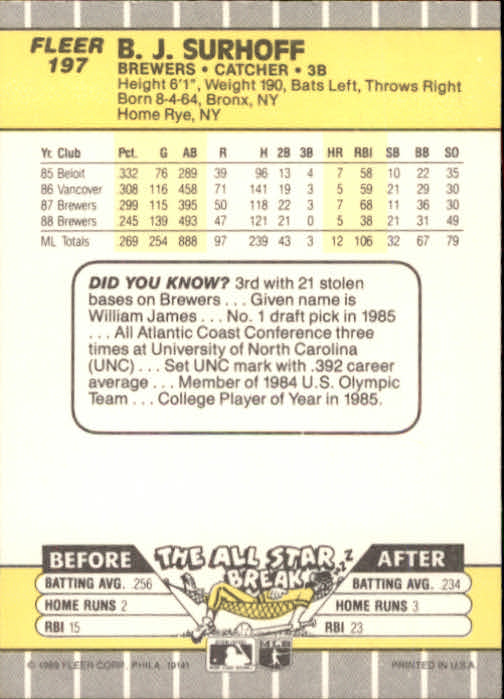 FLEER
197
B. J. SURHOFF
BREWERS • CATCHER • 3B
Height 6'1", Weight 190, Bats Left, Throws Right
Born 8-4-64, Bronx, NY
Home Rye, NY
Yr. Club Pct. G AB R H 2B 3B HR RBI SB BB SO
85 Beloit .332 76 289 39 96 13 4 7 58 10 22 35
86 Vancover .308 116 458 71 141 19 3 5 59 21 29 30
87 Brewers .299 115 395 50 118 22 3 7 68 11 36 30
88 Brewers .245 139 493 47 121 21 0 5 38 21 31 49
ML Totals .269 254 888 97 239 43 3 12 106 32 67 79
DID YOU KNOW? 3rd with 21 stolen
bases on Brewers . . . Given name is
William James . . . No. 1 draft pick in 1985
. . . All Atlantic Coast Conference three
times at University of North Carolina
(UNC) . . . Set UNC mark with .392 career
average . . . Member of 1984 U.S. Olympic
Team . . . College Player of Year in 1985.
BEFORE THE ALL STAR BREAK AFTER
BATTING AVG. .256
HOME RUNS 2
RBI 15
BATTING AVG. .234
HOME RUNS 3
RBI 23
© 1989 FLEER CORP., PHILA. 19141
PRINTED IN U.S.A.